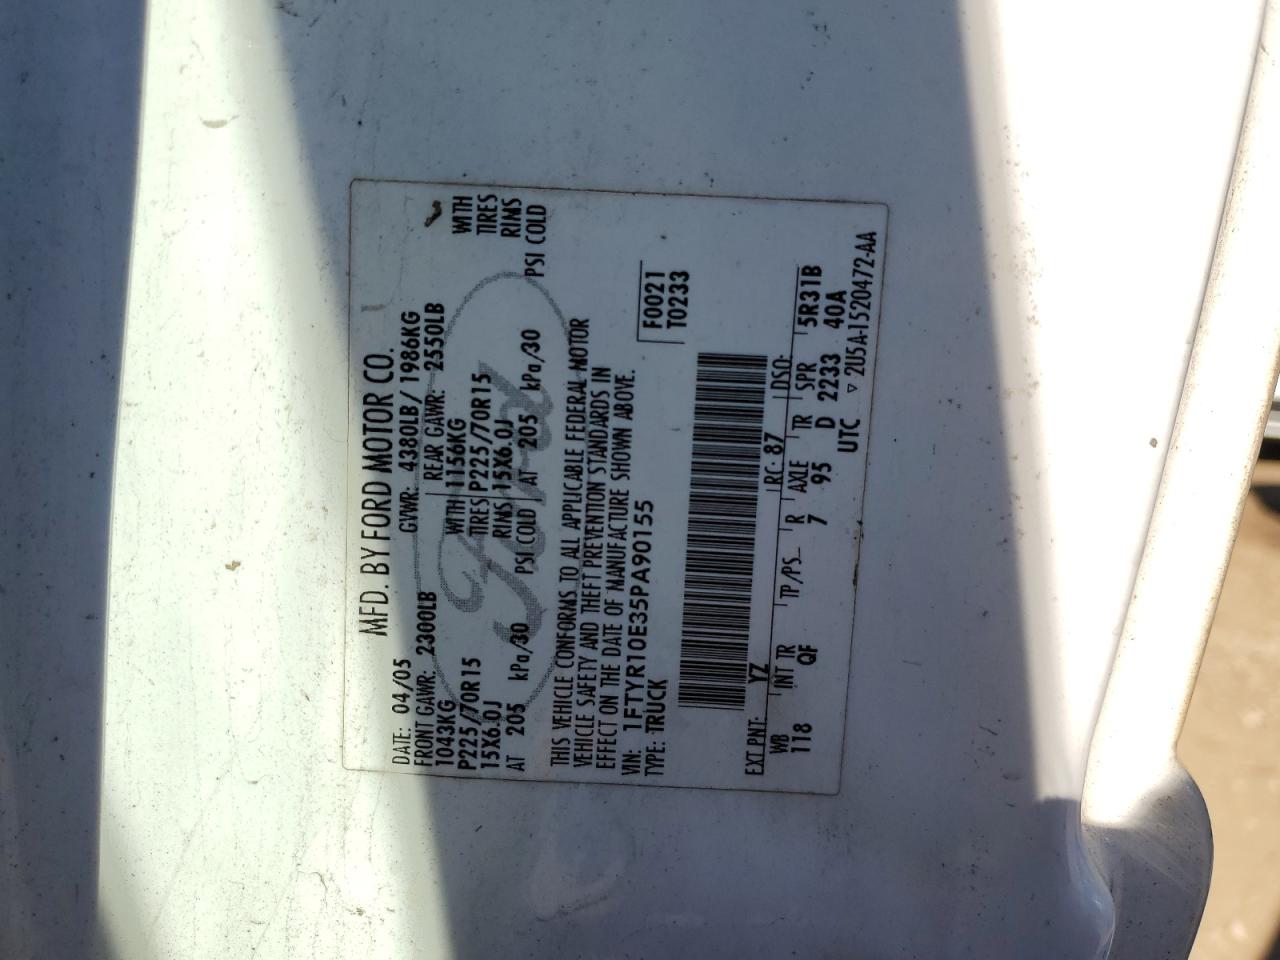 MFD. BY FORD MOTOR CO.
DATE: 04/05 GVWR: 4380LB/ 1986KG
FRONT GAWR: 2300LB REAR GAWR: 2550LB
1043KG WITH 1156KG WITH
P225/70R15 TIRES P225/70R15 TIRES
15X6.0J RIMS 15X6.0J RIMS
AT 205 kPa/30 PSI COLD AT 205 kPa/30 PSI COLD
Ford
THIS VEHICLE CONFORMS TO ALL APPLICABLE FEDERAL MOTOR
VEHICLE SAFETY AND THEFT PREVENTION STANDARDS IN
EFFECT ON THE DATE OF MANUFACTURE SHOWN ABOVE.
VIN: 1FTYR10E35PA90155 F0021
TYPE: TRUCK T0233
EXT PNT: YZ RC: 87 DSO:
WB INT TR TP/PS R AXLE TR SPR 5R31B
118 QF 7 95 D 2233 40A
UTC ▿ 2U5A-1520472-AA